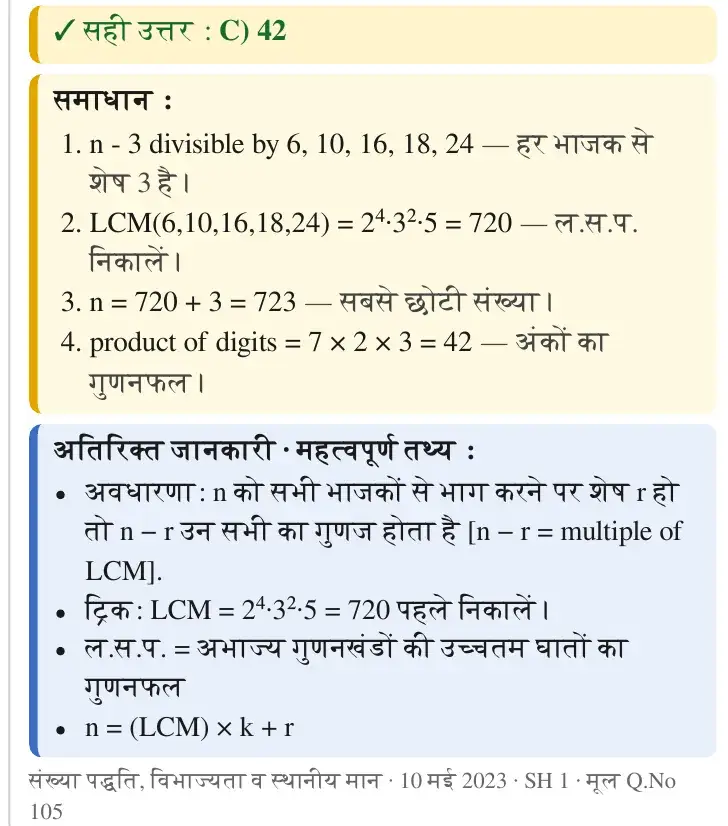 ✓ सही उत्तर : C) 42
समाधान :
1. n - 3 divisible by 6, 10, 16, 18, 24 — हर भाजक से
शेष 3 है।
2. LCM(6,10,16,18,24) = 2⁴·3²·5 = 720 — ल.स.प.
निकालें।
3. n = 720 + 3 = 723 — सबसे छोटी संख्या।
4. product of digits = 7 × 2 × 3 = 42 — अंकों का
गुणनफल।
अतिरिक्त जानकारी · महत्वपूर्ण तथ्य :
• अवधारणा : n को सभी भाजकों से भाग करने पर शेष r हो
तो n − r उन सभी का गुणज होता है [n − r = multiple of
LCM].
• ट्रिक : LCM = 2⁴·3²·5 = 720 पहले निकालें।
• ल.स.प. = अभाज्य गुणनखंडों की उच्चतम घातों का
गुणनफल
• n = (LCM) × k + r
संख्या पद्धति, विभाज्यता व स्थानीय मान · 10 मई 2023 · SH 1 · मूल Q.No
105